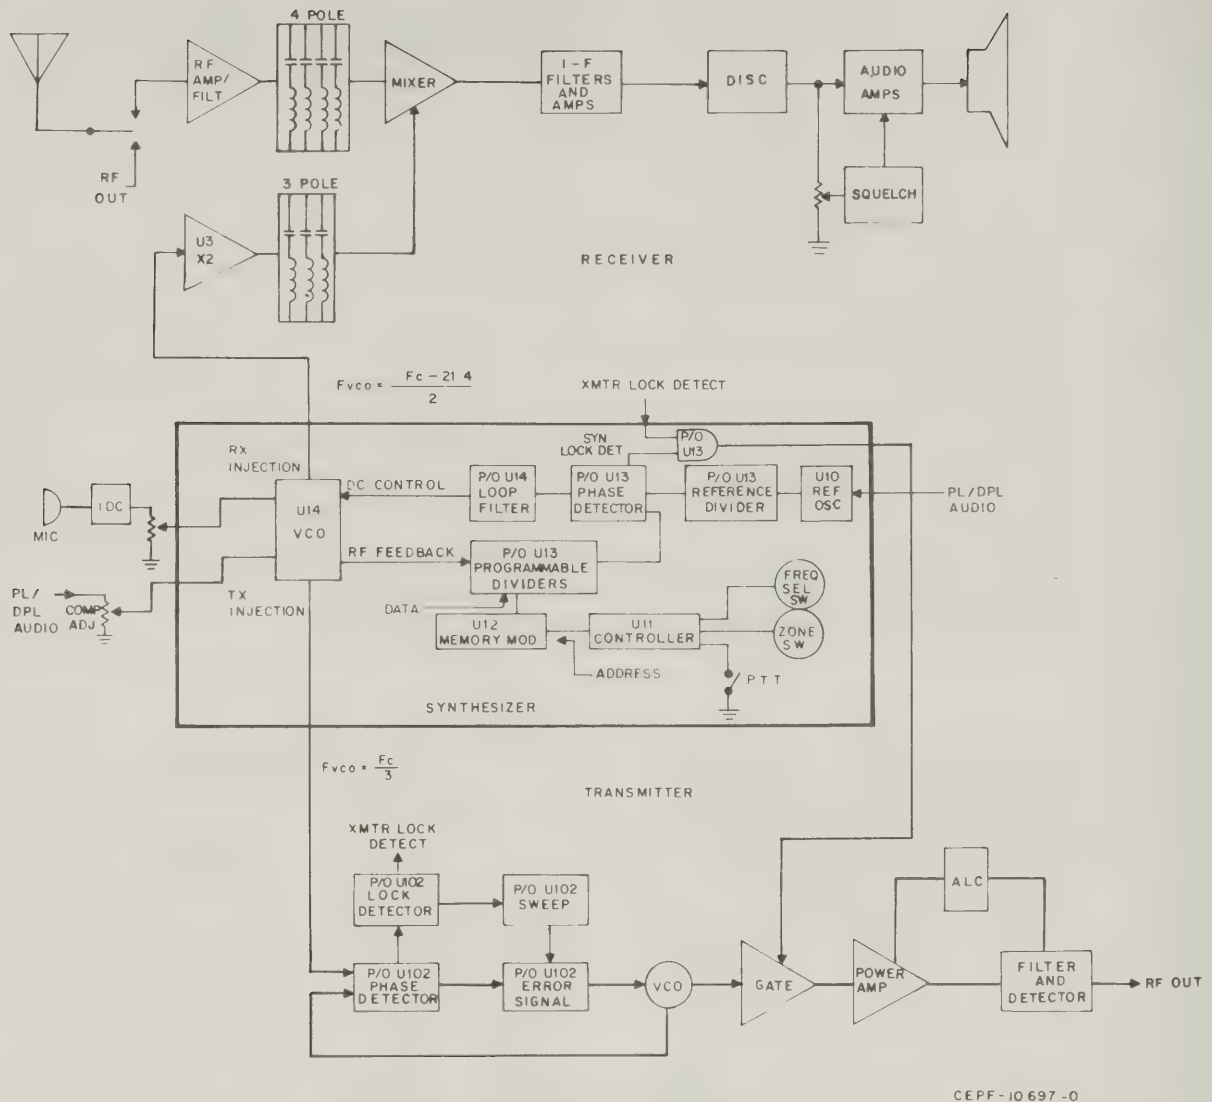 4 POLE
RF
AMP/
FILT
MIXER
I-F
FILTERS
AND
AMPS
DISC
AUDIO
AMPS
RF
OUT
SQUELCH
3 POLE
U3
X2
RECEIVER
Fvco = Fc - 21 4
2
XMTR LOCK DETECT
SYN
LOCK DET
P/O
U13
RX
INJECTION
DC CONTROL
P/O U14
LOOP
FILTER
P/O U13
PHASE
DETECTOR
P/O U13
REFERENCE
DIVIDER
U10
REF
OSC
PL/DPL
AUDIO
MIC
IDC
U14
VCO
RF FEEDBACK
P/O U13
PROGRAMMABLE
DIVIDERS
FREQ
SEL
SW
PL/
DPL
AUDIO
COMP
ADJ
TX
INJECTION
DATA
U12
MEMORY MOD
U11
CONTROLLER
ZONE
SW
ADDRESS
PTT
SYNTHESIZER
Fvco = Fc
3
TRANSMITTER
XMTR LOCK
DETECT
P/O U102
LOCK
DETECTOR
P/O U102
SWEEP
ALC
P/O U102
PHASE
DETECTOR
P/O U102
ERROR
SIGNAL
VCO
GATE
POWER
AMP
FILTER
AND
DETECTOR
RF OUT
CEPF-10697-O